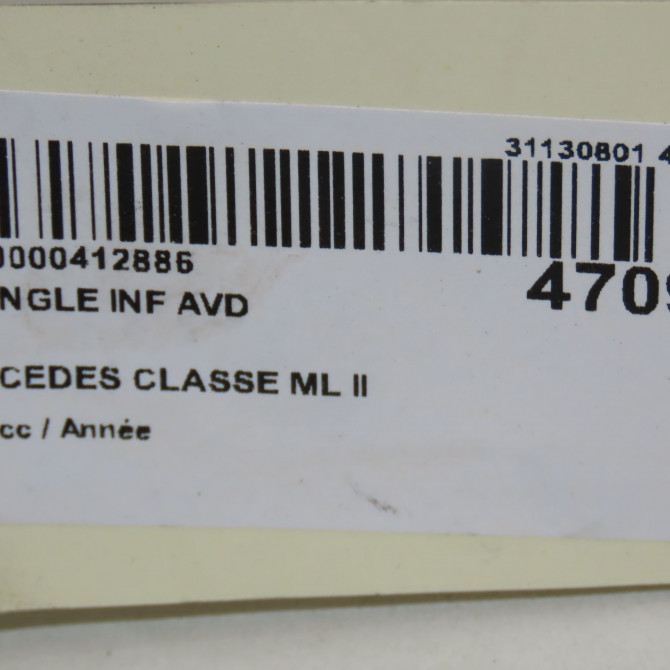 31130801 4
0000412886
4709
NGLE INF AVD
CEDES CLASSE ML II
cc / Année